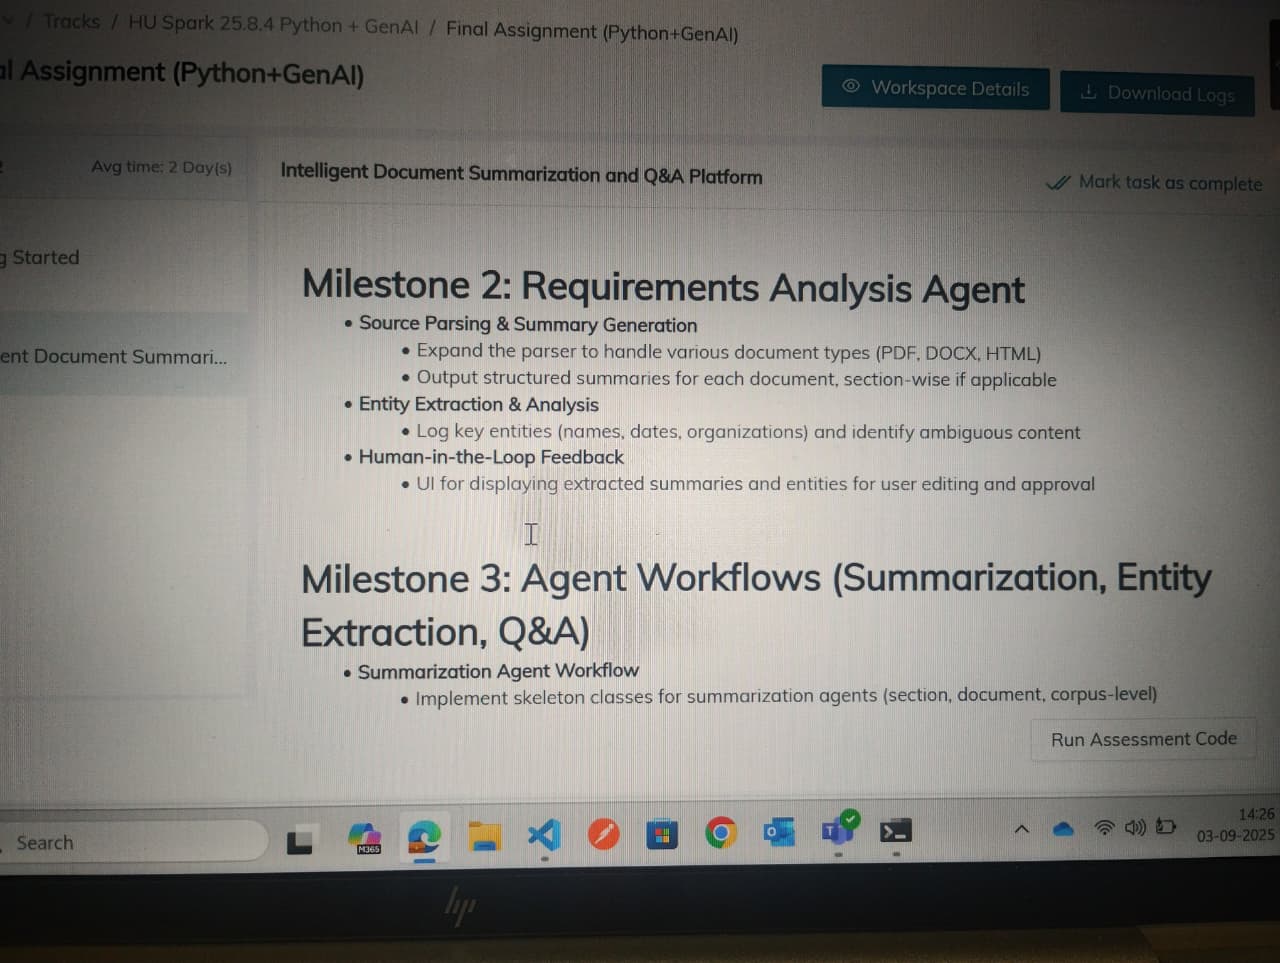 / Tracks / HU Spark 25.8.4 Python + GenAI / Final Assignment (Python+GenAI)
al Assignment (Python+GenAI)
Workspace Details
Download Logs
Avg time: 2 Day(s)
Intelligent Document Summarization and Q&A Platform
Mark task as complete
g Started
ent Document Summari...
Milestone 2: Requirements Analysis Agent
• Source Parsing & Summary Generation
• Expand the parser to handle various document types (PDF, DOCX, HTML)
• Output structured summaries for each document, section-wise if applicable
• Entity Extraction & Analysis
• Log key entities (names, dates, organizations) and identify ambiguous content
• Human-in-the-Loop Feedback
• UI for displaying extracted summaries and entities for user editing and approval
Milestone 3: Agent Workflows (Summarization, Entity
Extraction, Q&A)
• Summarization Agent Workflow
• Implement skeleton classes for summarization agents (section, document, corpus-level)
Run Assessment Code
Search
M365
14:26
03-09-2025
hp